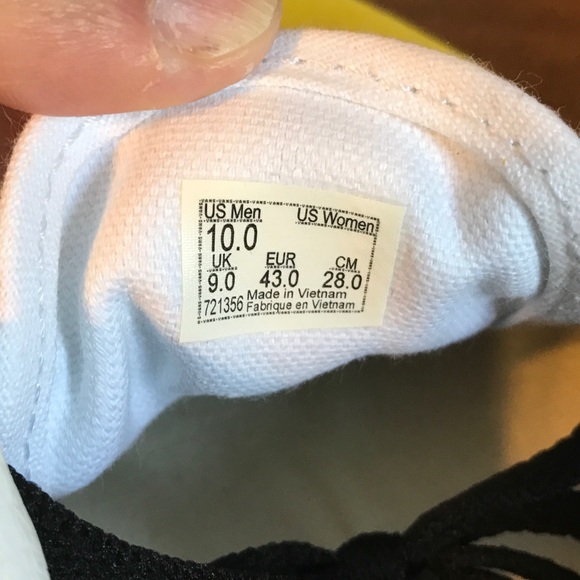 US Men US Women
10.0
UK EUR CM
9.0 43.0 28.0
721356 Made in Vietnam
Fabrique en Vietnam